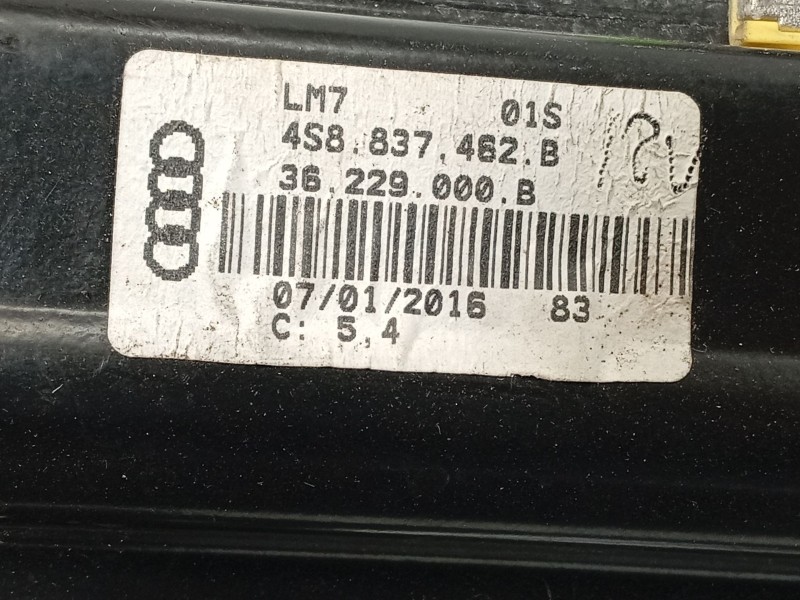 LM7 01S
4S8.837.462.B
36.229.000.B
07/01/2016 83
C: 5,4